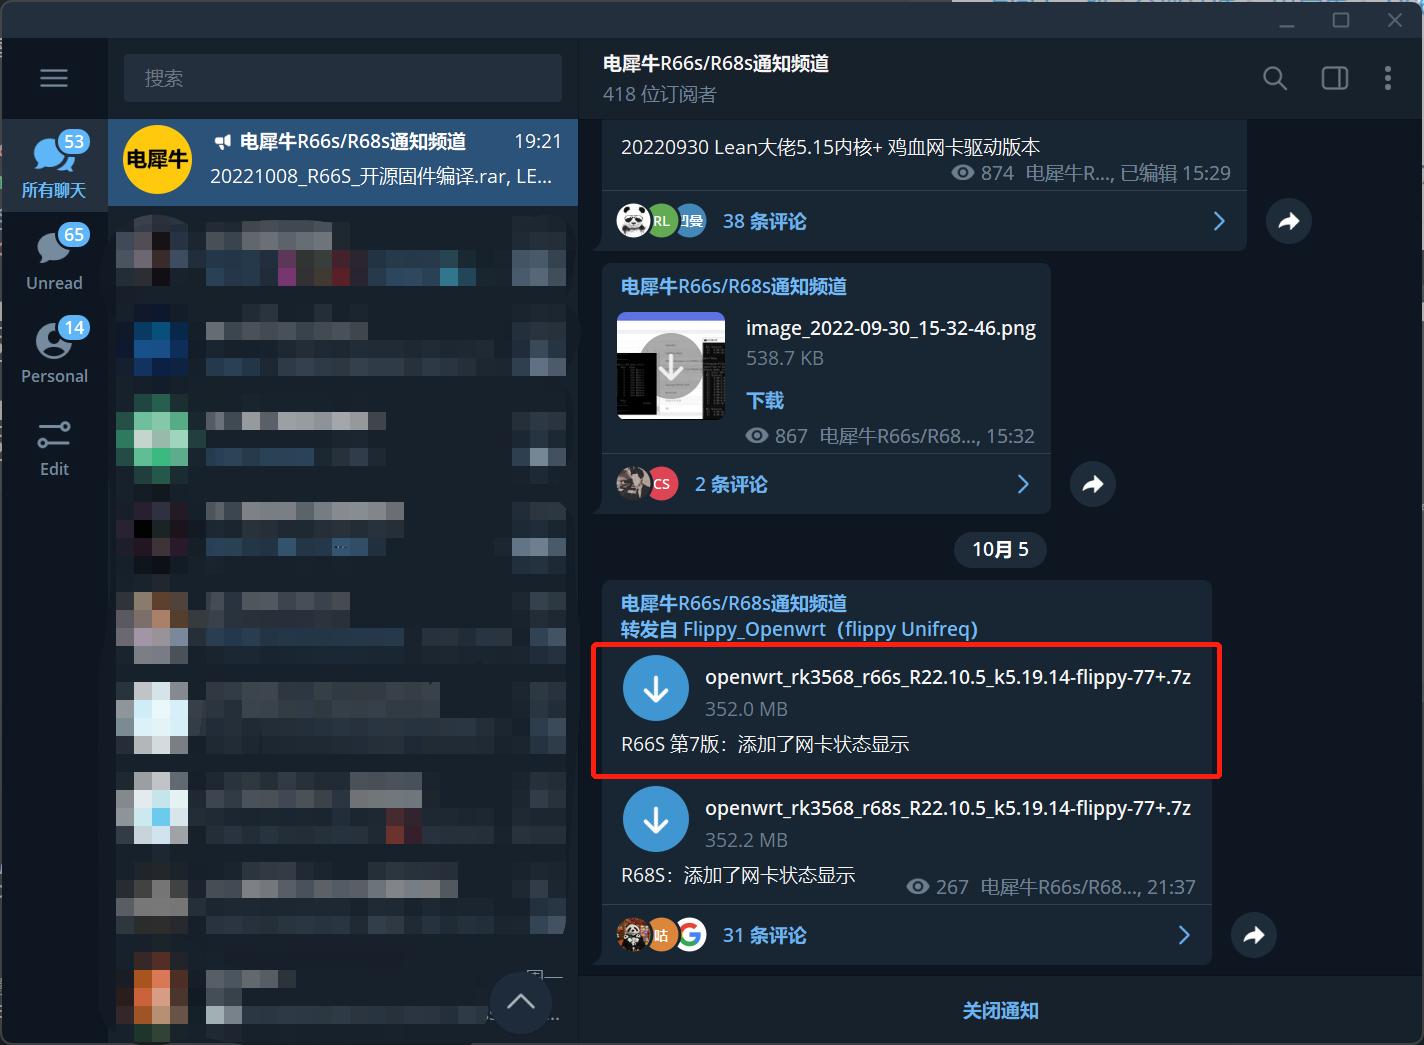 搜索
53
所有聊天
65
Unread
14
Personal
Edit
电犀牛
电犀牛R66s/R68s通知频道
19:21
20221008_R66S_开源固件编译.rar, LE...
电犀牛R66s/R68s通知频道
418 位订阅者
20220930 Lean大佬5.15内核+ 鸡血网卡驱动版本
874 电犀牛R..., 已编辑 15:29
RL
38 条评论
电犀牛R66s/R68s通知频道
image_2022-09-30_15-32-46.png
538.7 KB
下载
867 电犀牛R66s/R68..., 15:32
CS
2 条评论
10月 5
电犀牛R66s/R68s通知频道
转发自 Flippy_Openwrt（flippy Unifreq）
openwrt_rk3568_r66s_R22.10.5_k5.19.14-flippy-77+.7z
352.0 MB
R66S 第7版：添加了网卡状态显示
openwrt_rk3568_r68s_R22.10.5_k5.19.14-flippy-77+.7z
352.2 MB
R68S：添加了网卡状态显示
267 电犀牛R66s/R68..., 21:37
咕
31 条评论
关闭通知